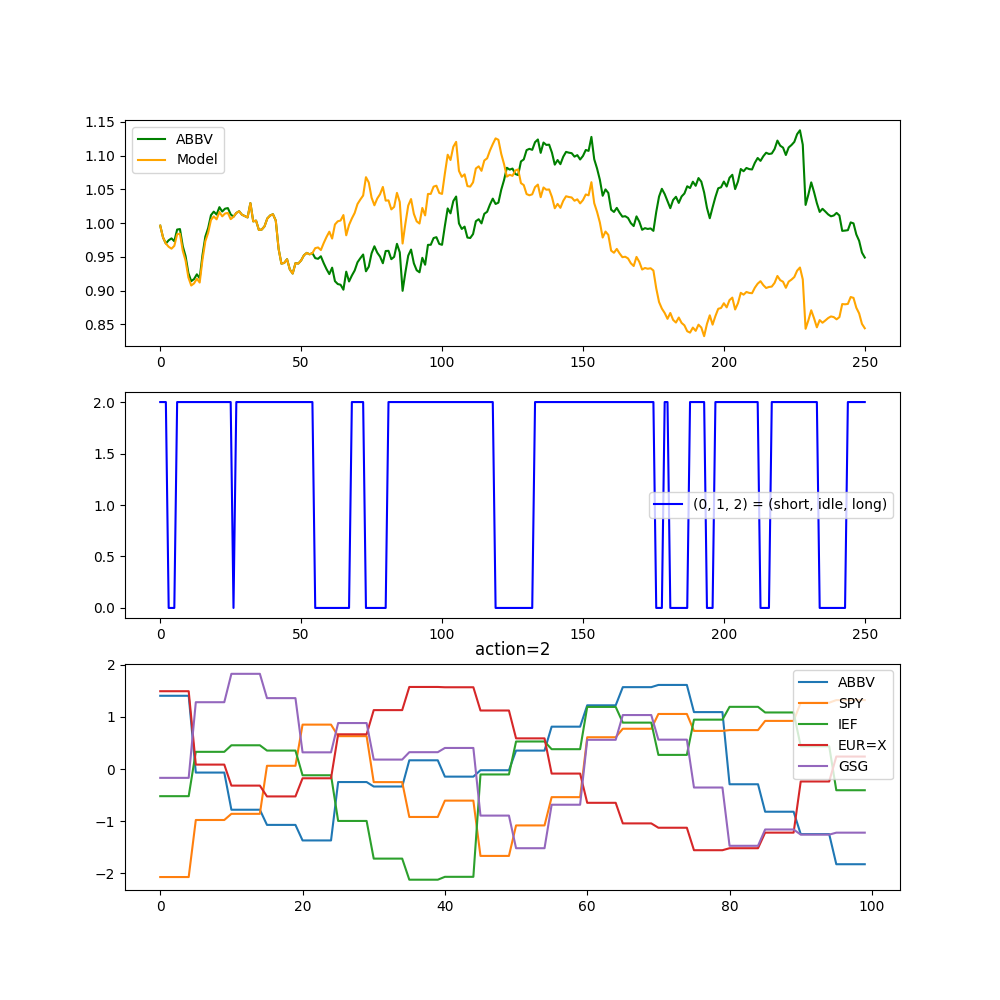 1.15
1.10
1.05
1.00
0.95
0.90
0.85
ABBV
Model
0 50 100 150 200 250
2.0
1.5
1.0
0.5
0.0
(0, 1, 2) = (short, idle, long)
0 50 100 150 200 250
action=2
2
1
0
−1
−2
ABBV
SPY
IEF
EUR=X
GSG
0 20 40 60 80 100